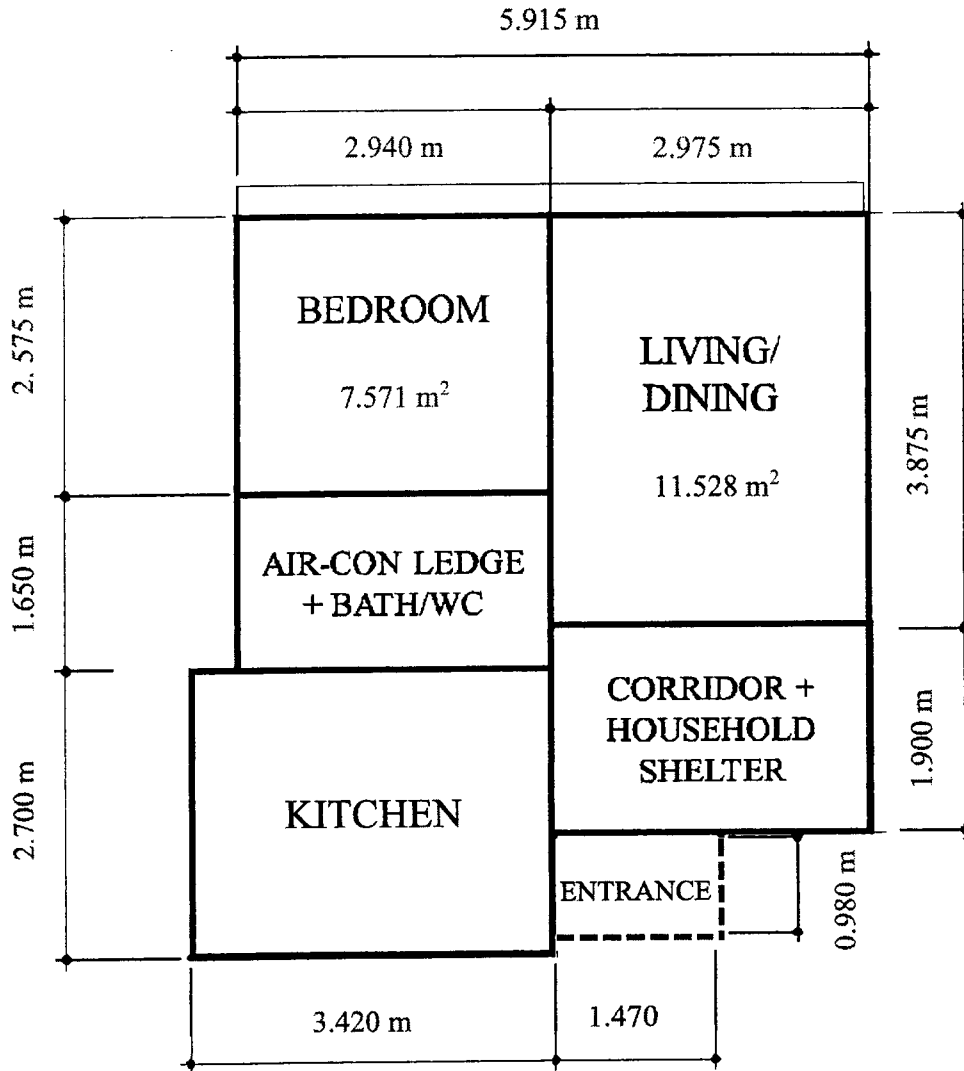 5.915 m
2.940 m
2.975 m
2. 575 m
BEDROOM
7.571 m²
LIVING/
DINING
11.528 m²
3.875 m
1.650 m
AIR-CON LEDGE
+ BATH/WC
CORRIDOR +
HOUSEHOLD
SHELTER
1.900 m
2.700 m
KITCHEN
ENTRANCE
0.980 m
3.420 m
1.470